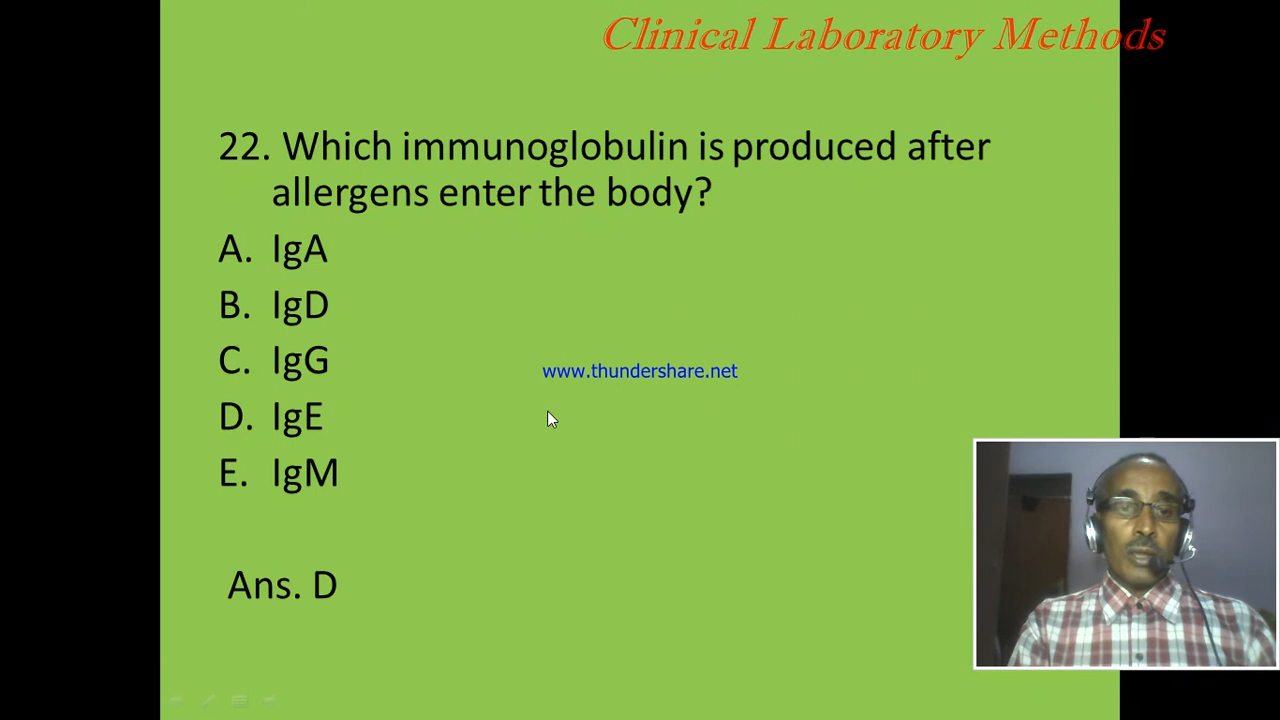 Clinical Laboratory Methods
22. Which immunoglobulin is produced after
allergens enter the body?
A. IgA
B. IgD
C. IgG
www.thundershare.net
D. IgE
E. IgM
Ans. D